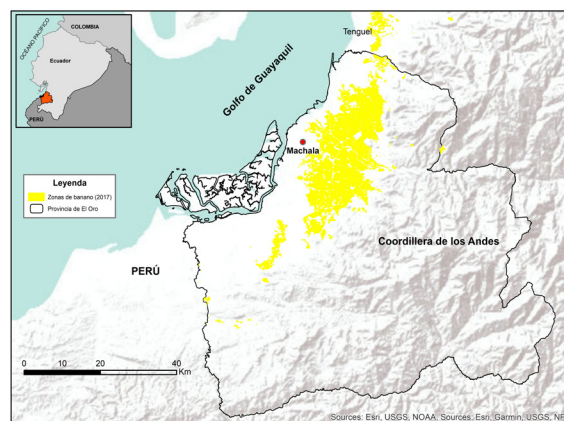 COLOMBIA
OCÉANO PACÍFICO
Ecuador
PERÚ
Tenguel
Golfo de Guayaquil
Machala
Leyenda
Zonas de banano (2017)
Provincia de El Oro
Coordillera de los Andes
PERÚ
0 10 20 40
Km
Sources: Esri, USGS, NOAA, Sources: Esri, Garmin, USGS, NP